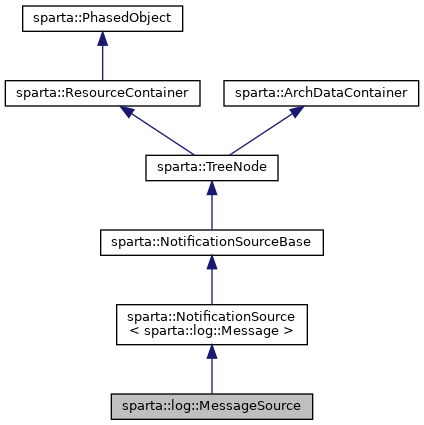 sparta::PhasedObject
sparta::ResourceContainer
sparta::ArchDataContainer
sparta::TreeNode
sparta::NotificationSourceBase
sparta::NotificationSource
< sparta::log::Message >
sparta::log::MessageSource